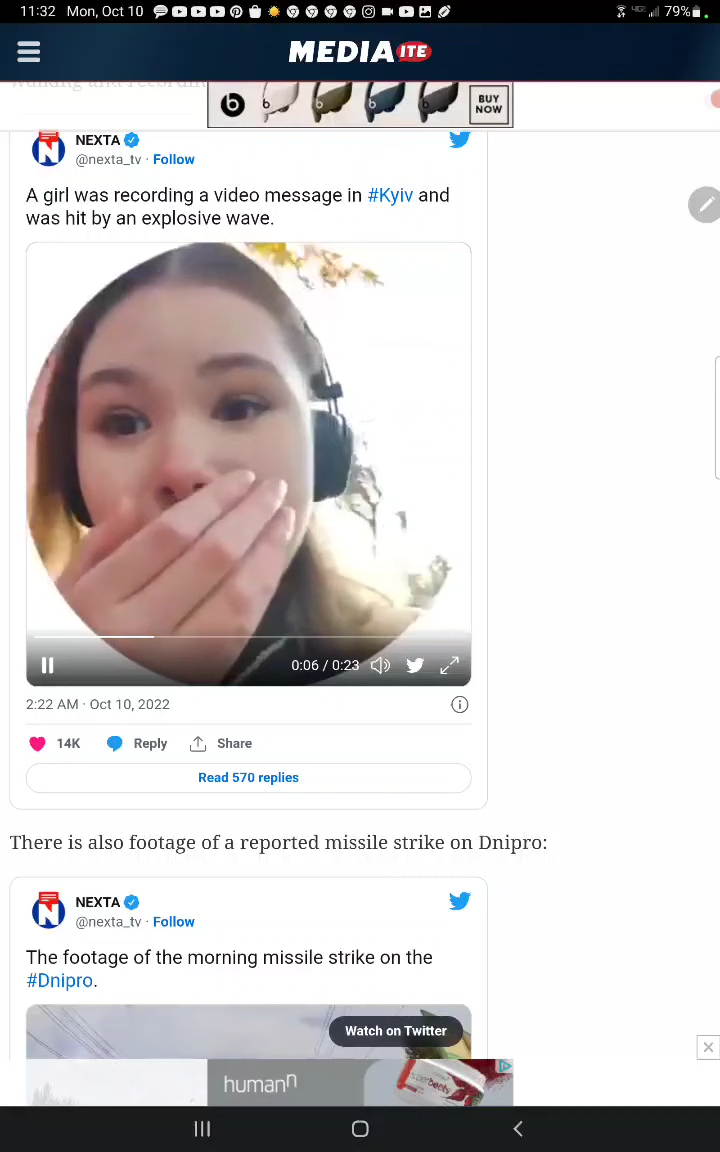 11:32 Mon, Oct 10
79%
MEDIAITE
BUY NOW
NEXTA
@nexta_tv · Follow
A girl was recording a video message in #Kyiv and
was hit by an explosive wave.
0:06 / 0:23
2:22 AM · Oct 10, 2022
14K Reply Share
Read 570 replies
There is also footage of a reported missile strike on Dnipro:
NEXTA
@nexta_tv · Follow
The footage of the morning missile strike on the
#Dnipro.
Watch on Twitter
humann